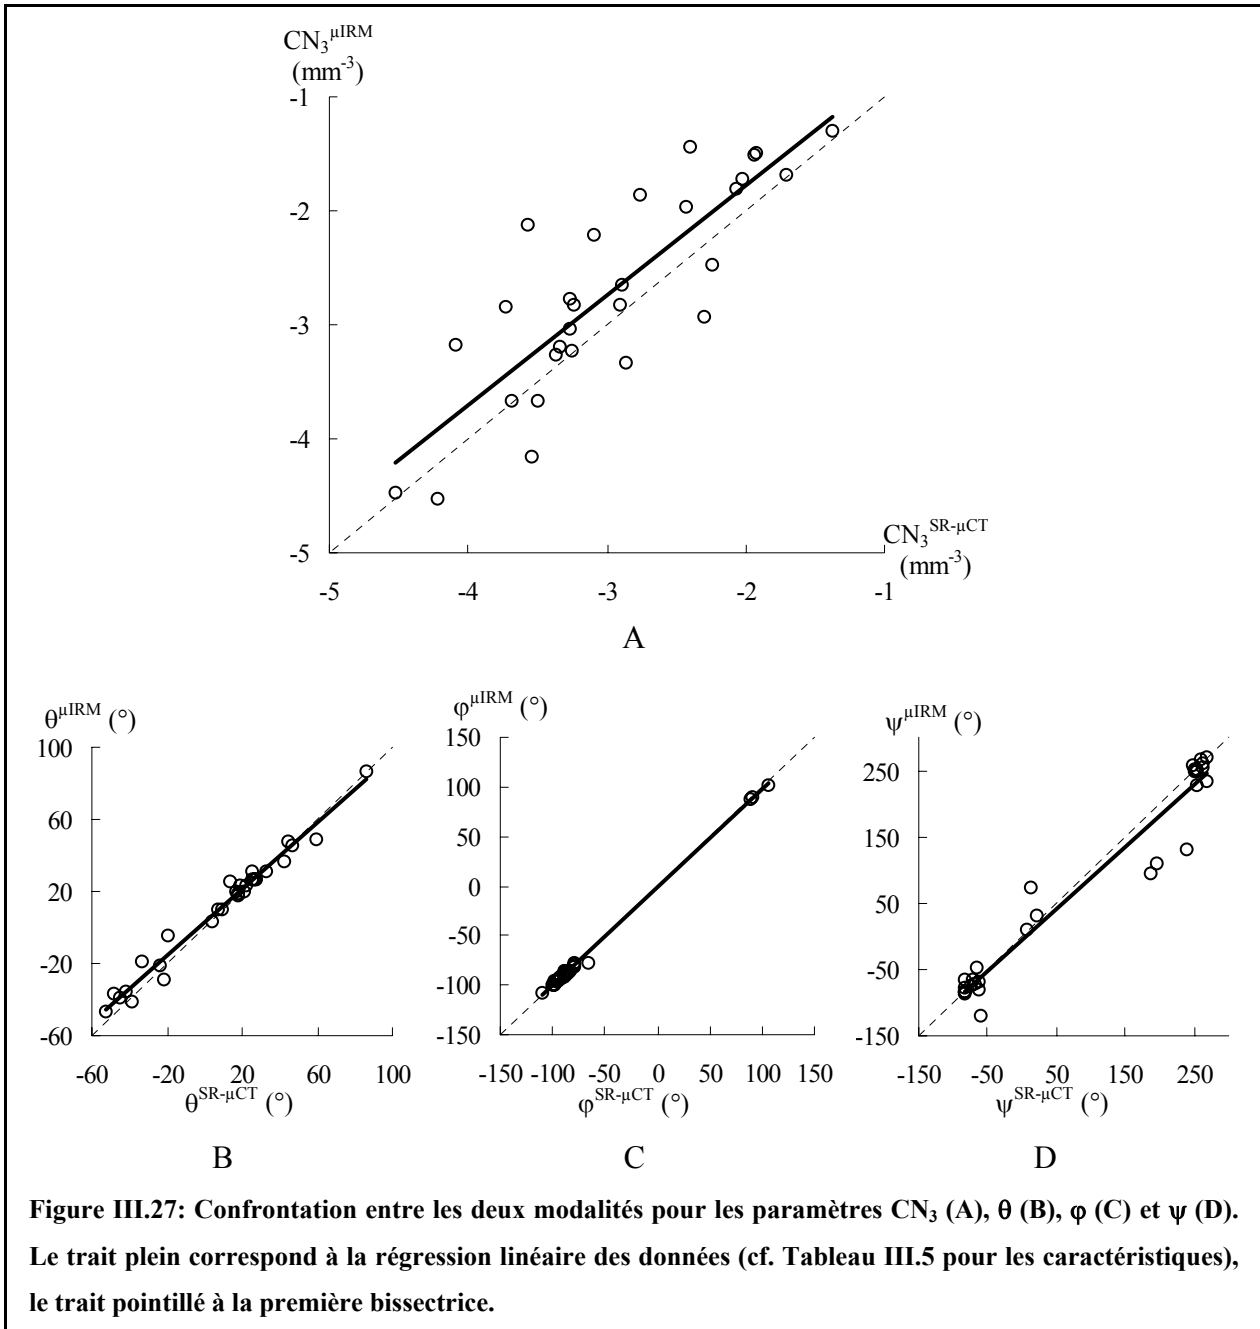 CN₃^µIRM
(mm⁻³)
-1
-2
-3
-4
-5
-5 -4 -3 -2 -1
CN₃^SR-µCT
(mm⁻³)
A
θ^µIRM (°)
100
60
20
-20
-60
-60 -20 20 60 100
θ^SR-µCT (°)
B
φ^µIRM (°)
150
100
50
0
-50
-100
-150
-150 -100 -50 0 50 100 150
φ^SR-µCT (°)
C
ψ^µIRM (°)
250
150
50
-50
-150
-150 -50 50 150 250
ψ^SR-µCT (°)
D
Figure III.27: Confrontation entre les deux modalités pour les paramètres CN₃ (A), θ (B), φ (C) et ψ (D).
Le trait plein correspond à la régression linéaire des données (cf. Tableau III.5 pour les caractéristiques),
le trait pointillé à la première bissectrice.